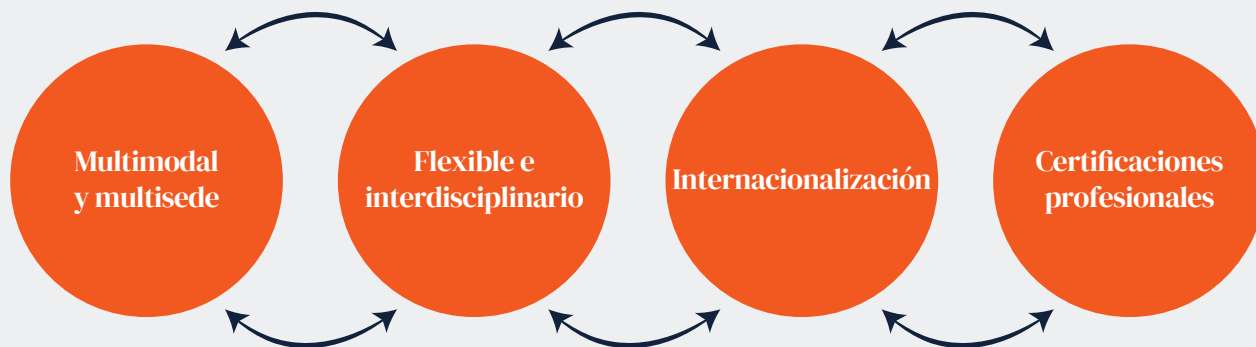 Multimodal
y multisede
Flexible e
interdisciplinario
Internacionalización
Certificaciones
profesionales